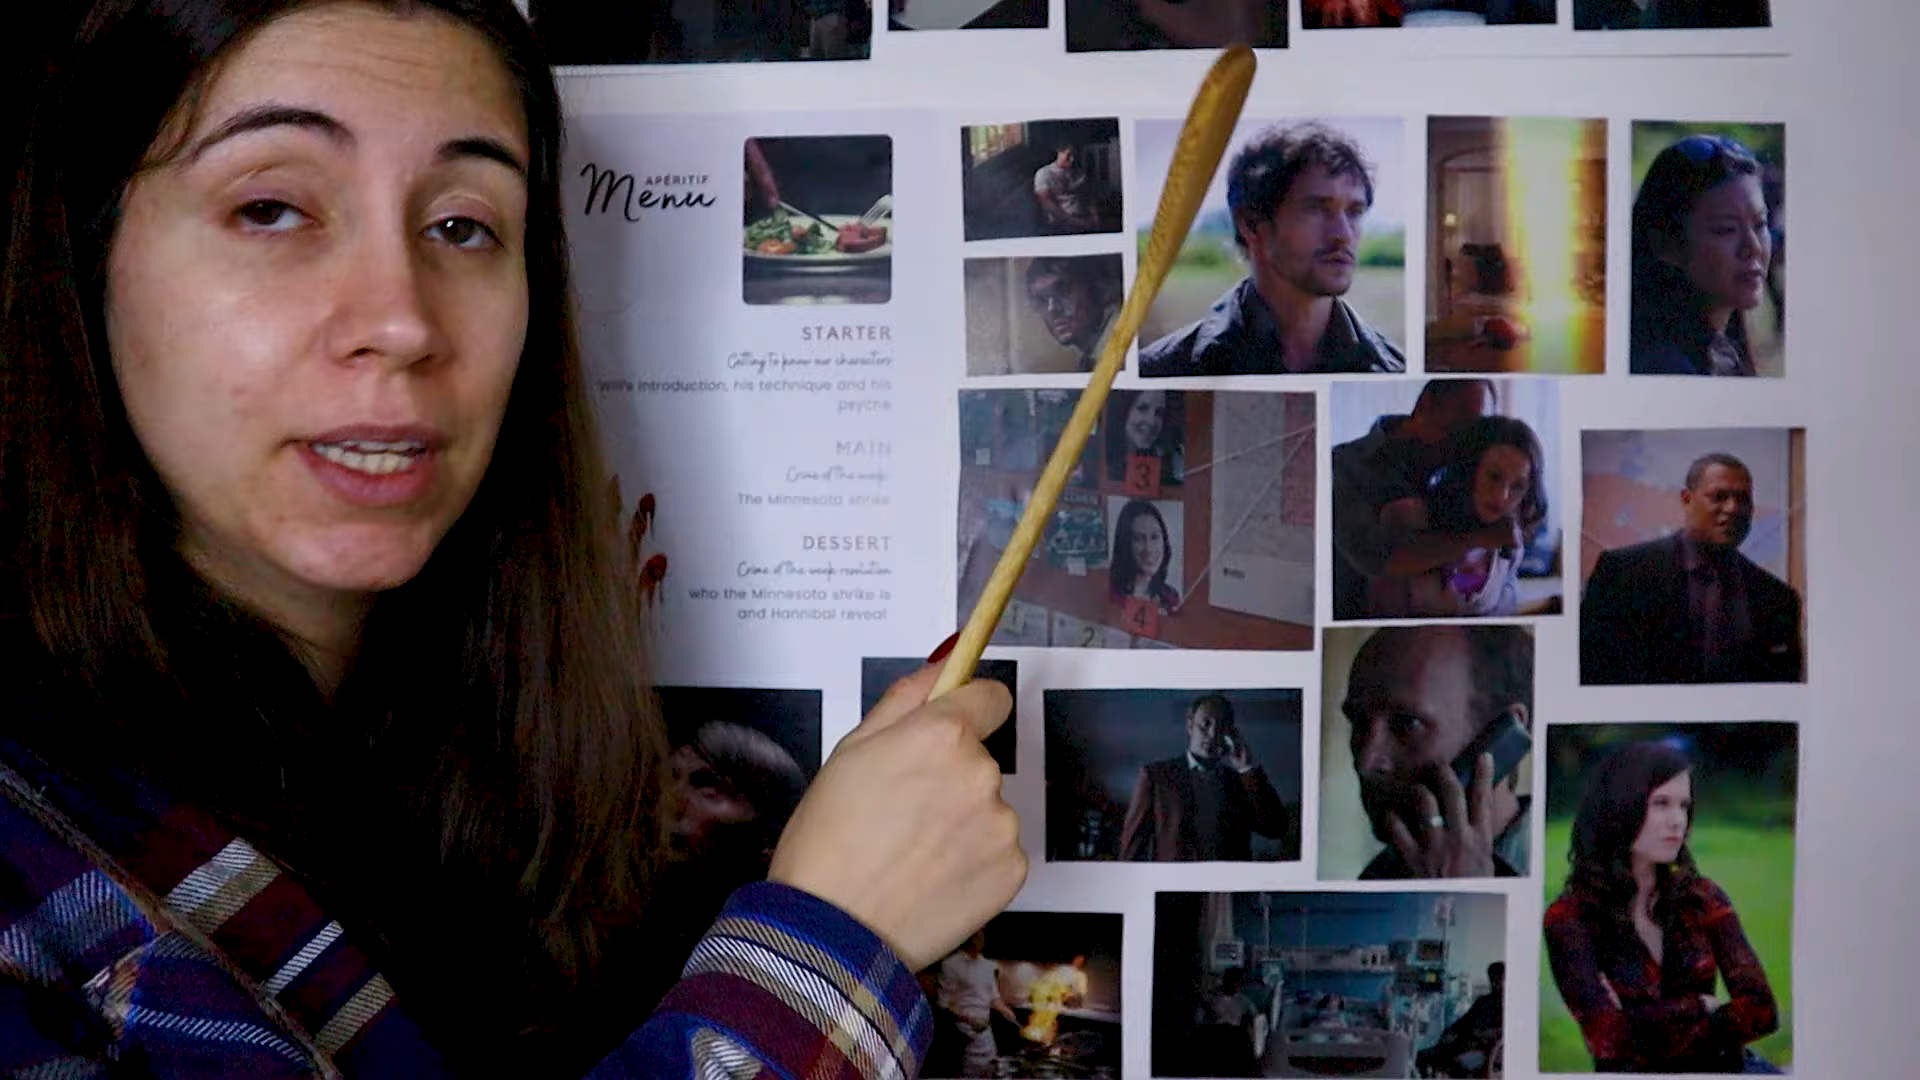 APÉRITIF
Menu
STARTER
Getting to know our characters
Will's introduction, his technique and his
psyche
MAIN
Crime of the week
The Minnesota shrike
DESSERT
Crime of the week resolution
who the Minnesota shrike is
and Hannibal reveal
3
4
1
2